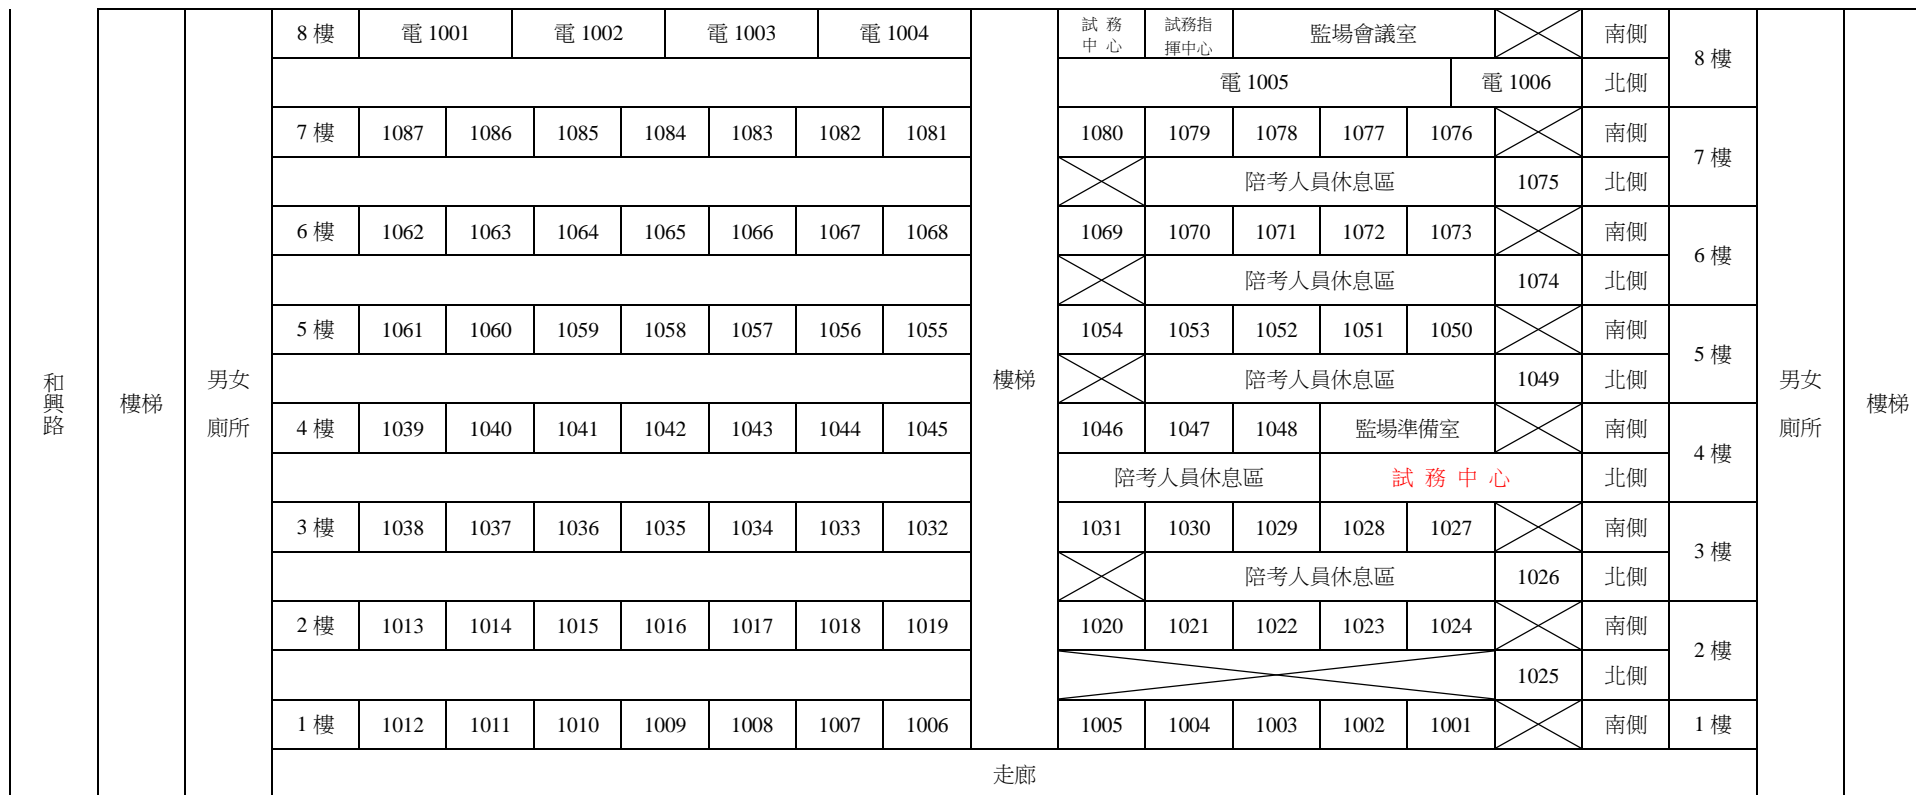 8 樓 電 1001 電 1002 電 1003 電 1004 試 務 中 心 試務指揮中心 監場會議室 南側 8 樓
電 1005 電 1006 北側
7 樓 1087 1086 1085 1084 1083 1082 1081 1080 1079 1078 1077 1076 南側 7 樓
陪考人員休息區 1075 北側
6 樓 1062 1063 1064 1065 1066 1067 1068 1069 1070 1071 1072 1073 南側 6 樓
陪考人員休息區 1074 北側
5 樓 1061 1060 1059 1058 1057 1056 1055 1054 1053 1052 1051 1050 南側 5 樓
和興路 樓梯 男女廁所 樓梯 陪考人員休息區 1049 北側 男女廁所 樓梯
4 樓 1039 1040 1041 1042 1043 1044 1045 1046 1047 1048 監場準備室 南側 4 樓
陪考人員休息區 試 務 中 心 北側
3 樓 1038 1037 1036 1035 1034 1033 1032 1031 1030 1029 1028 1027 南側 3 樓
陪考人員休息區 1026 北側
2 樓 1013 1014 1015 1016 1017 1018 1019 1020 1021 1022 1023 1024 南側 2 樓
1025 北側
1 樓 1012 1011 1010 1009 1008 1007 1006 1005 1004 1003 1002 1001 南側 1 樓
走廊